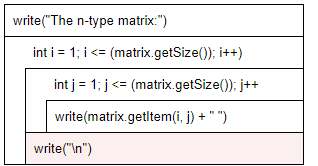 write("The n-type matrix:")
int i = 1; i <= (matrix.getSize()); i++)
int j = 1; j <= (matrix.getSize()); j++
write(matrix.getItem(i, j) + " ")
write("\n")